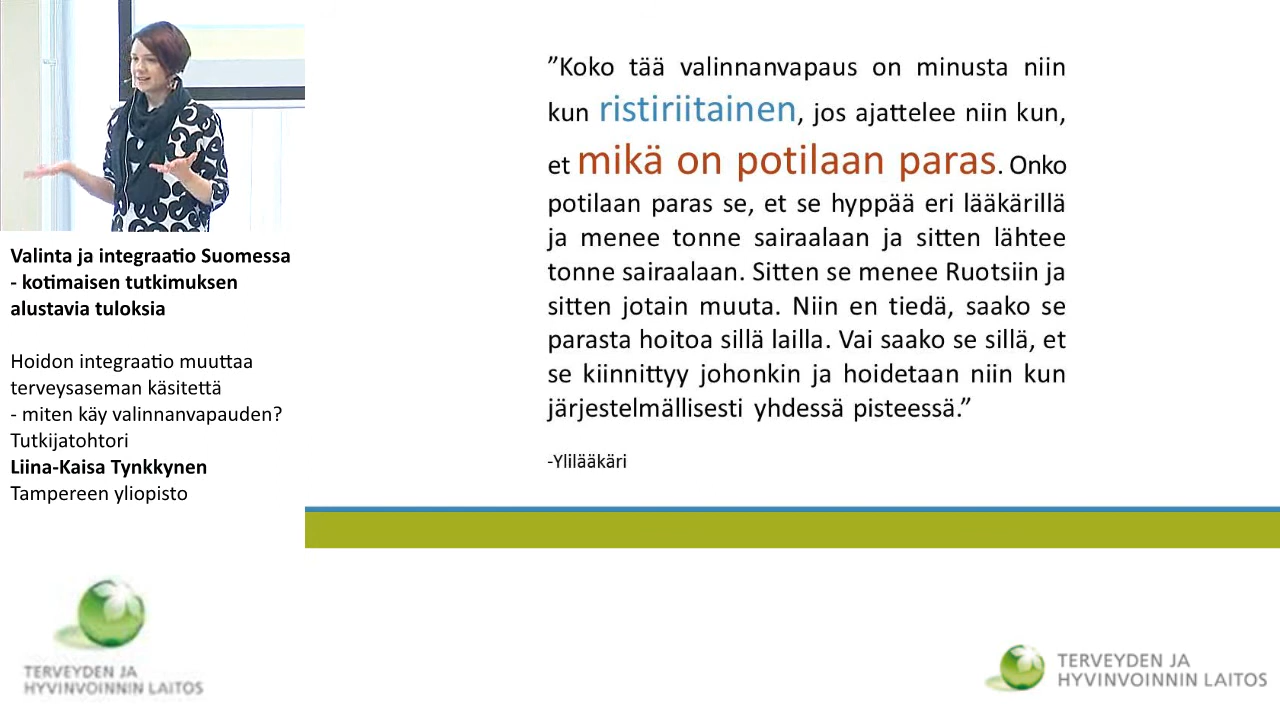 Valinta ja integraatio Suomessa
- kotimaisen tutkimuksen
alustavia tuloksia
Hoidon integraatio muuttaa
terveysaseman käsitettä
- miten käy valinnanvapauden?
Tutkijatohtori
Liina-Kaisa Tynkkynen
Tampereen yliopisto
TERVEYDEN JA
HYVINVOINNIN LAITOS
”Koko tää valinnanvapaus on minusta niin
kun ristiriitainen, jos ajattelee niin kun,
et mikä on potilaan paras. Onko
potilaan paras se, et se hyppää eri lääkärillä
ja menee tonne sairaalaan ja sitten lähtee
tonne sairaalaan. Sitten se menee Ruotsiin ja
sitten jotain muuta. Niin en tiedä, saako se
parasta hoitoa sillä lailla. Vai saako se sillä, et
se kiinnittyy johonkin ja hoidetaan niin kun
järjestelmällisesti yhdessä pisteessä.”
-Ylilääkäri
TERVEYDEN JA
HYVINVOINNIN LAITOS